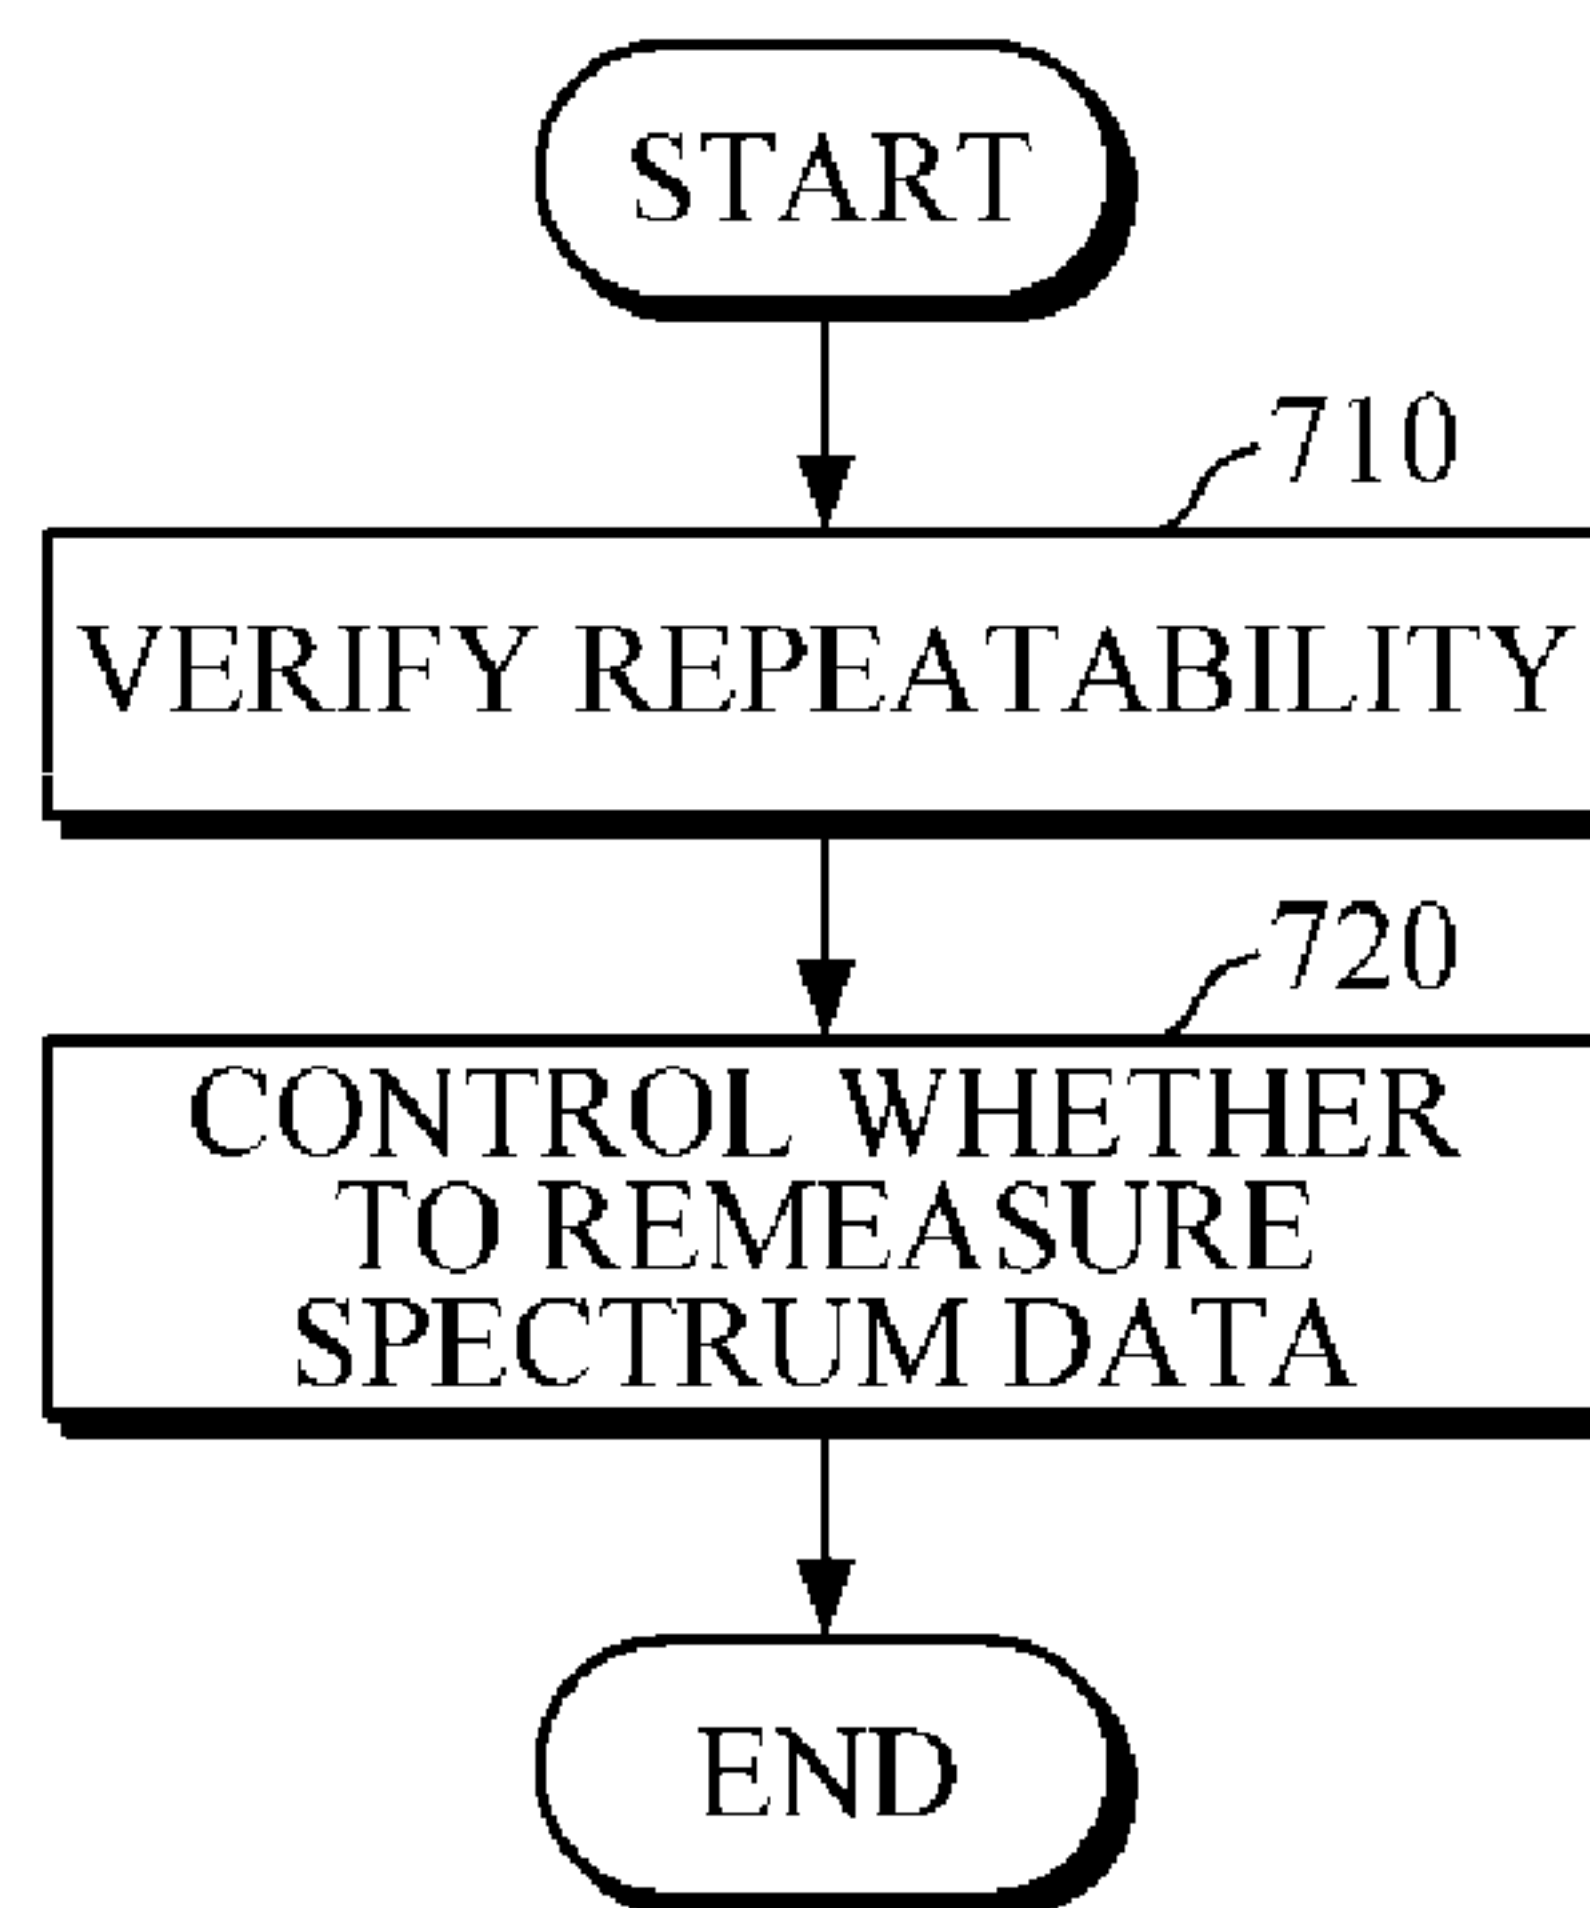 START
710
VERIFY REPEATABILITY
720
CONTROL WHETHER
TO REMEASURE
SPECTRUM DATA
END